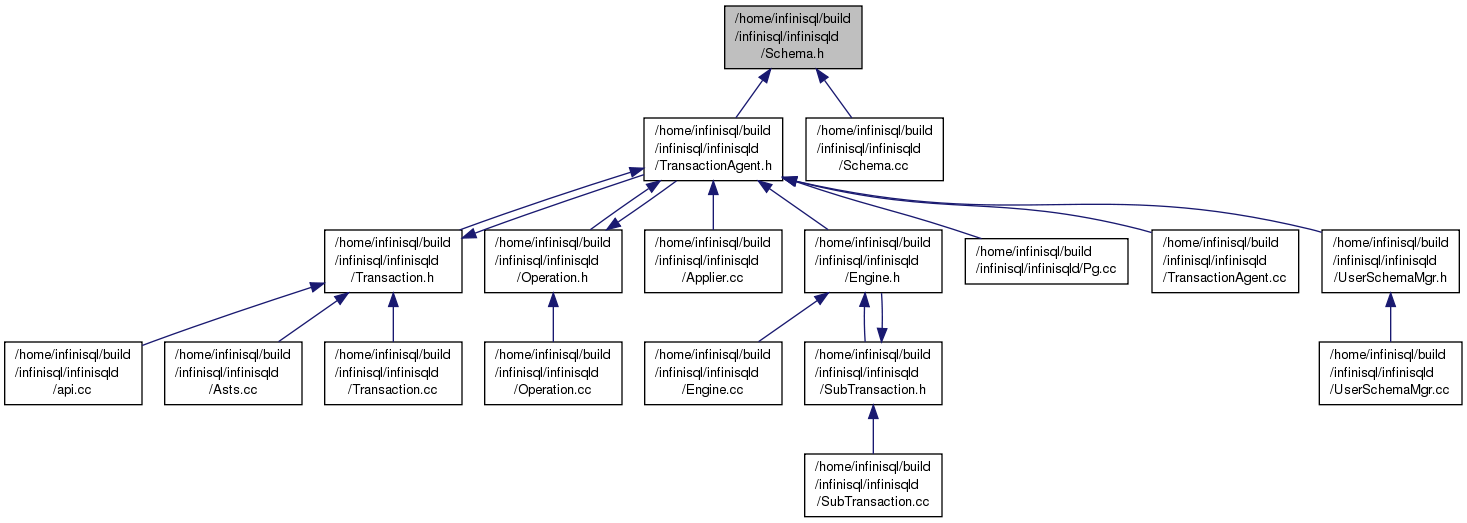 /home/infinisql/build
/infinisql/infinisqld
/Schema.h
/home/infinisql/build
/infinisql/infinisqld
/TransactionAgent.h
/home/infinisql/build
/infinisql/infinisqld
/Schema.cc
/home/infinisql/build
/infinisql/infinisqld
/Transaction.h
/home/infinisql/build
/infinisql/infinisqld
/Operation.h
/home/infinisql/build
/infinisql/infinisqld
/Applier.cc
/home/infinisql/build
/infinisql/infinisqld
/Engine.h
/home/infinisql/build
/infinisql/infinisqld/Pg.cc
/home/infinisql/build
/infinisql/infinisqld
/TransactionAgent.cc
/home/infinisql/build
/infinisql/infinisqld
/UserSchemaMgr.h
/home/infinisql/build
/infinisql/infinisqld
/api.cc
/home/infinisql/build
/infinisql/infinisqld
/Asts.cc
/home/infinisql/build
/infinisql/infinisqld
/Transaction.cc
/home/infinisql/build
/infinisql/infinisqld
/Operation.cc
/home/infinisql/build
/infinisql/infinisqld
/Engine.cc
/home/infinisql/build
/infinisql/infinisqld
/SubTransaction.h
/home/infinisql/build
/infinisql/infinisqld
/UserSchemaMgr.cc
/home/infinisql/build
/infinisql/infinisqld
/SubTransaction.cc